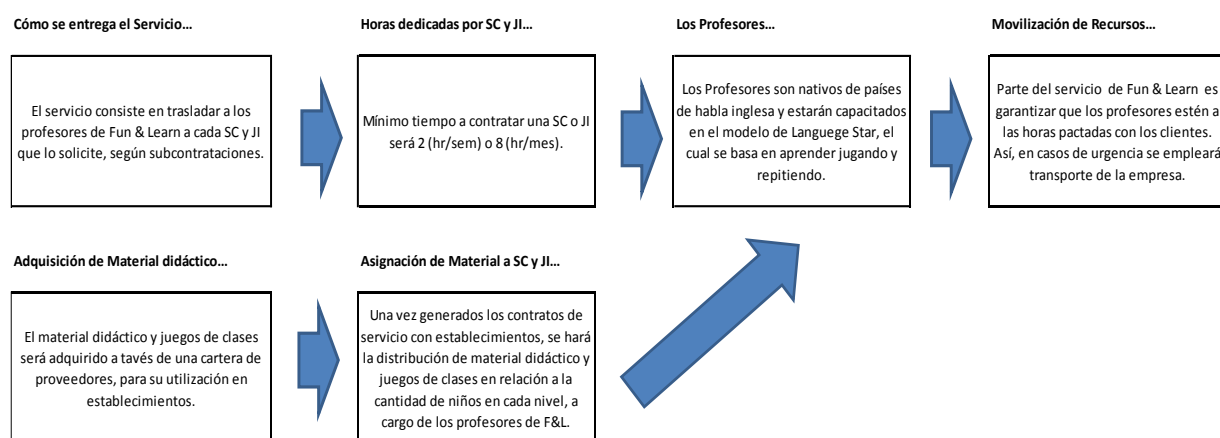 Cómo se entrega el Servicio...
El servicio consiste en trasladar a los
profesores de Fun & Learn a cada SC y JI
que lo solicite, según subcontrataciones.
Horas dedicadas por SC y JI...
Mínimo tiempo a contratar una SC o JI
será 2 (hr/sem) o 8 (hr/mes).
Los Profesores...
Los Profesores son nativos de países
de habla inglesa y estarán capacitados
en el modelo de Languege Star, el
cual se basa en aprender jugando y
repitiendo.
Movilización de Recursos...
Parte del servicio de Fun & Learn es
garantizar que los profesores estén a
las horas pactadas con los clientes.
Así, en casos de urgencia se empleará
transporte de la empresa.
Adquisición de Material didáctico...
El material didáctico y juegos de clases
será adquirido a tavés de una cartera de
proveedores, para su utilización en
establecimientos.
Asignación de Material a SC y JI...
Una vez generados los contratos de
servicio con establecimientos, se hará
la distribución de material didáctico y
juegos de clases en relación a la
cantidad de niños en cada nivel, a
cargo de los profesores de F&L.